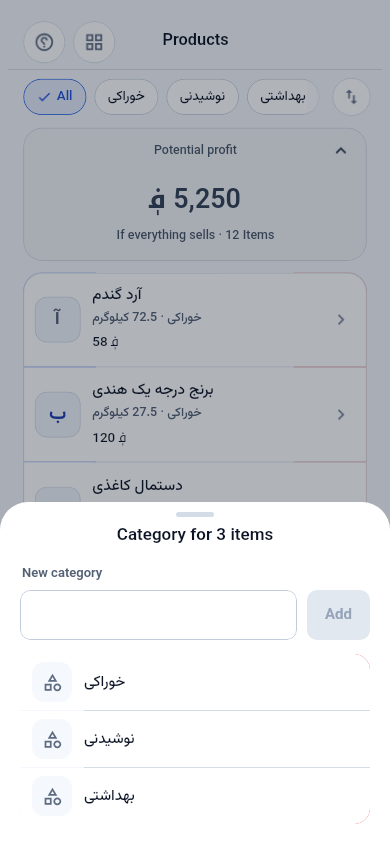 Products
All
خوراکی
نوشیدنی
بهداشتی
Potential profit
؋ 5,250
If everything sells · 12 Items
آ
آرد گندم
خوراکی · 72.5 کیلوگرم
58 ؋
ب
برنج درجه یک هندی
خوراکی · 27.5 کیلوگرم
120 ؋
دستمال کاغذی
Category for 3 items
New category
Add
خوراکی
نوشیدنی
بهداشتی